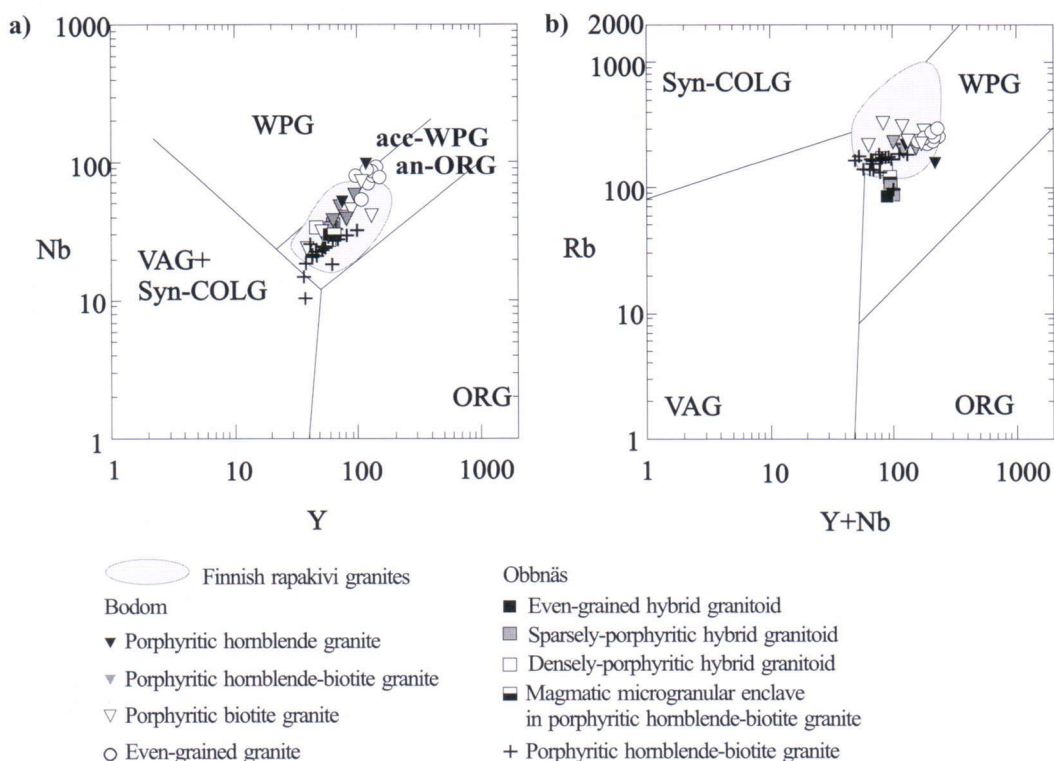 a)
1000
100
10
1
Nb
WPG
acc-WPG
an-ORG
VAG+
Syn-COLG
ORG
1 10 100 1000
Y
b)
2000
1000
100
10
1
Rb
Syn-COLG
WPG
VAG
ORG
1 10 100 1000
Y+Nb
Finnish rapakivi granites
Bodom
Porphyritic hornblende granite
Porphyritic hornblende-biotite granite
Porphyritic biotite granite
Even-grained granite
Obbnäs
Even-grained hybrid granitoid
Sparsely-porphyritic hybrid granitoid
Densely-porphyritic hybrid granitoid
Magmatic microgranular enclave
in porphyritic hornblende-biotite granite
Porphyritic hornblende-biotite granite